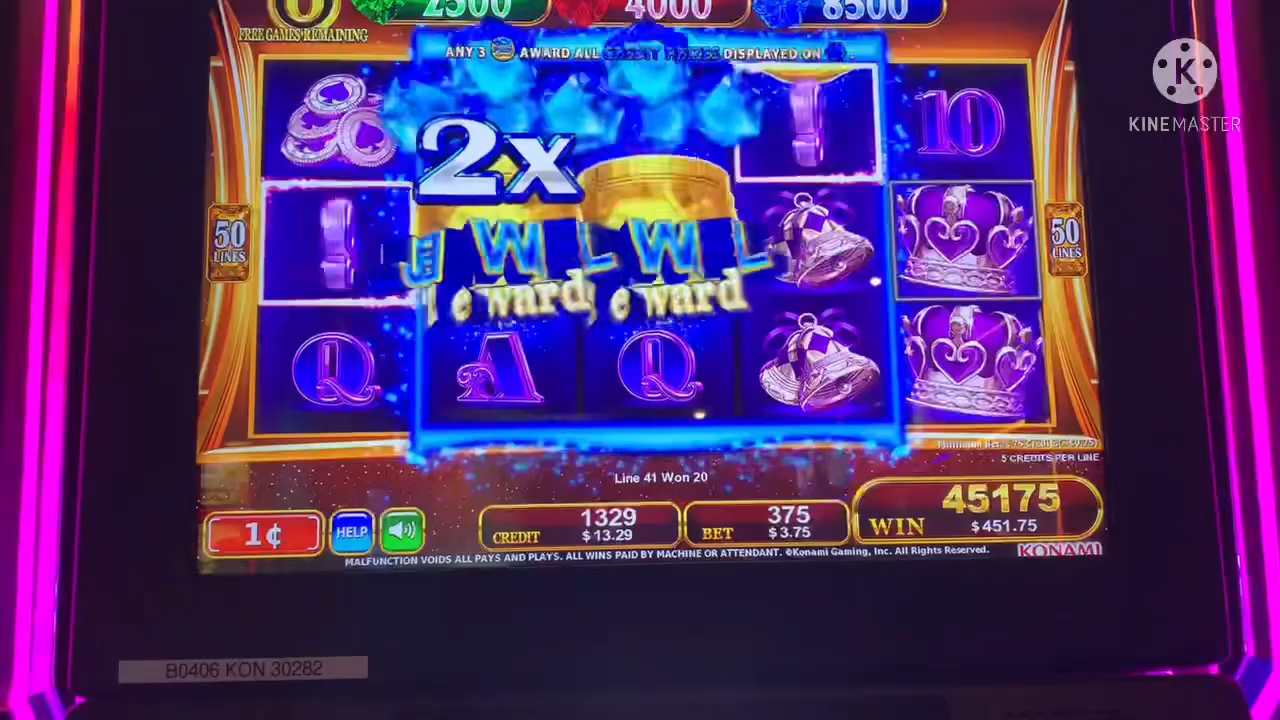 2500 4000 8500
FREE GAMES REMAINING
ANY 3 AWARD ALL CREDIT PRIZES DISPLAYED ON
KINEMASTER
2X
10
50 LINES
50 LINES
Q A Q
5 CREDITS PER LINE
Line 41 Won 20
1¢
HELP
CREDIT 1329 $13.29
BET 375 $3.75
WIN 45175 $451.75
MALFUNCTION VOIDS ALL PAYS AND PLAYS. ALL WINS PAID BY MACHINE OR ATTENDANT. ©Konami Gaming, Inc. All Rights Reserved.
KONAMI
B0406 KON 30282